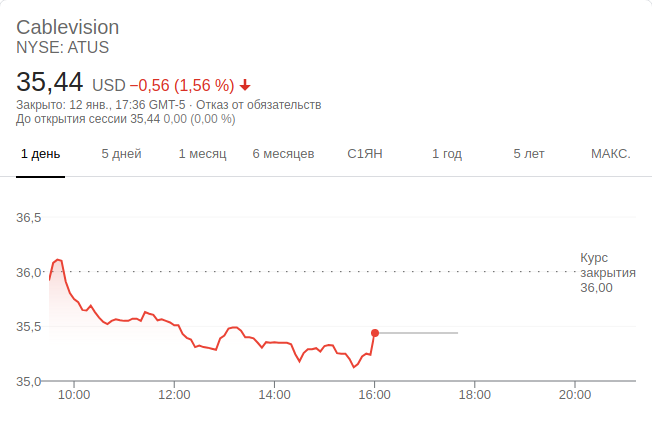 Cablevision
NYSE: ATUS
35,44 USD −0,56 (1,56 %)
Закрыто: 12 янв., 17:36 GMT-5 · Отказ от обязательств
До открытия сессии 35,44 0,00 (0,00 %)
1 день 5 дней 1 месяц 6 месяцев С1ЯН 1 год 5 лет МАКС.
36,5
Курс
закрытия
36,00
36,0
35,5
35,0
10:00 12:00 14:00 16:00 18:00 20:00